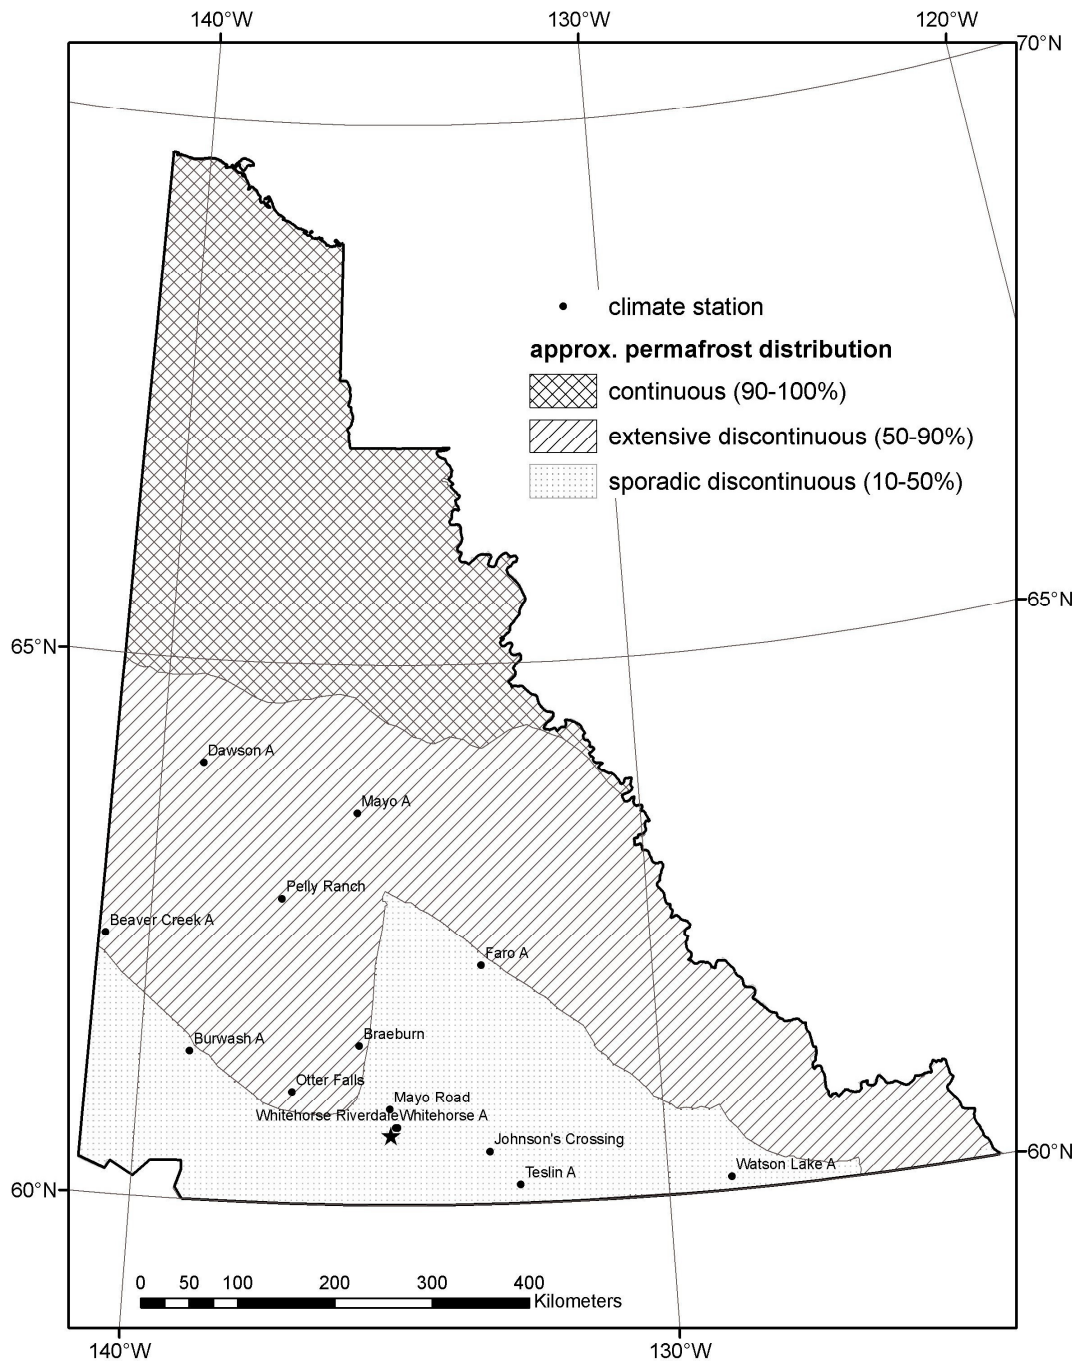 140°W 130°W 120°W
70°N
climate station
approx. permafrost distribution
continuous (90-100%)
extensive discontinuous (50-90%)
sporadic discontinuous (10-50%)
65°N
65°N
Dawson A
Mayo A
Pelly Ranch
Beaver Creek A
Faro A
Burwash A
Braeburn
Otter Falls
Mayo Road
Whitehorse Riverdale Whitehorse A
Johnson's Crossing
Teslin A
Watson Lake A
60°N
60°N
0 50 100 200 300 400
Kilometers
140°W 130°W